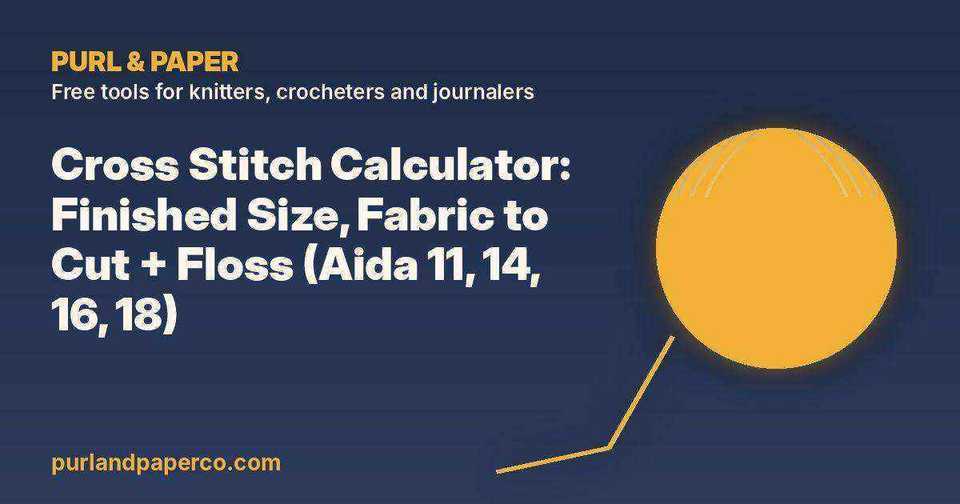 PURL & PAPER
Free tools for knitters, crocheters and journalers
Cross Stitch Calculator:
Finished Size, Fabric to
Cut + Floss (Aida 11, 14,
16, 18)
purlandpaperco.com